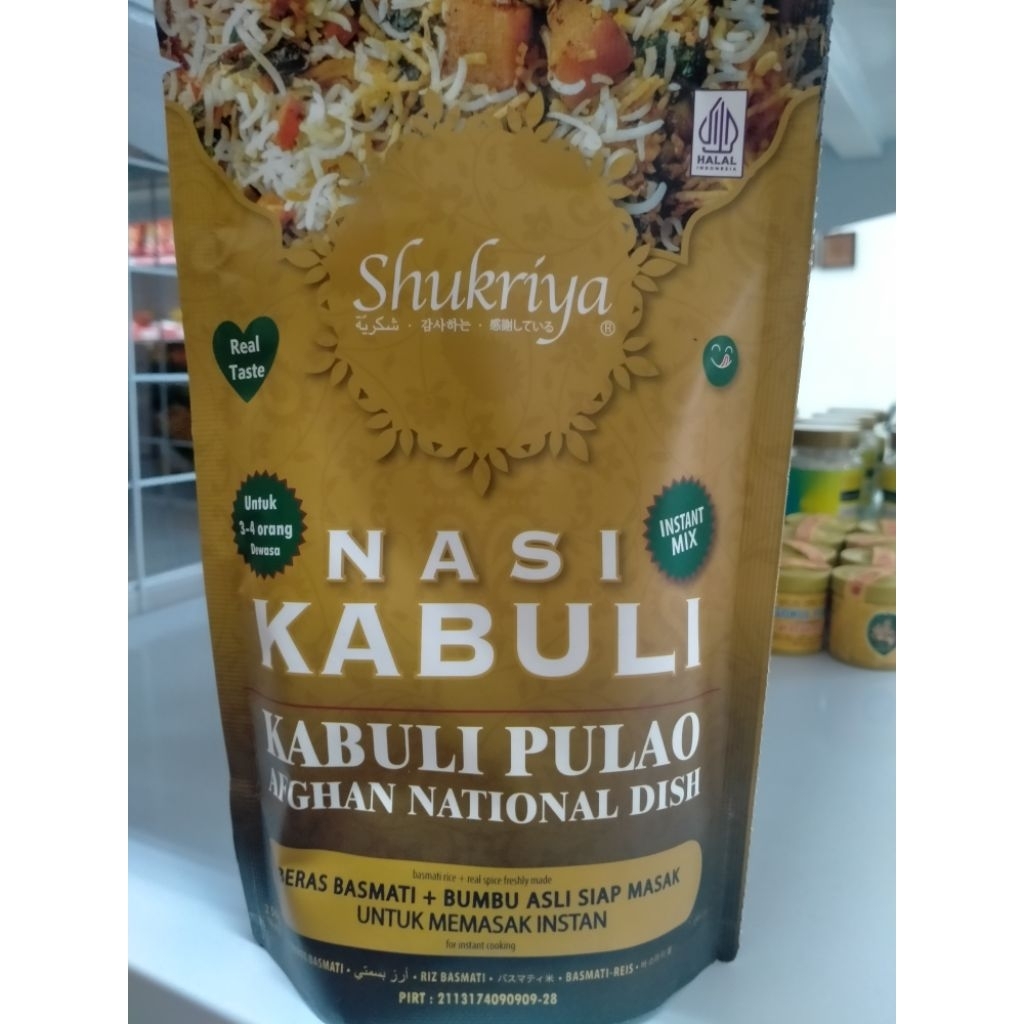 HALAL
INDONESIA
Shukriya
شكريّة · 감사하는 · 感謝している ®
Real
Taste
Untuk
3-4 orang
Dewasa
INSTANT
MIX
NASI
KABULI
KABULI PULAO
AFGHAN NATIONAL DISH
basmati rice + real spice freshly made
BERAS BASMATI + BUMBU ASLI SIAP MASAK
UNTUK MEMASAK INSTAN
for instant cooking
BASMATI • أرز بسمتي • RIZ BASMATI • バスマティ米 • BASMATI-REIS •
PIRT : 2113174090909-28